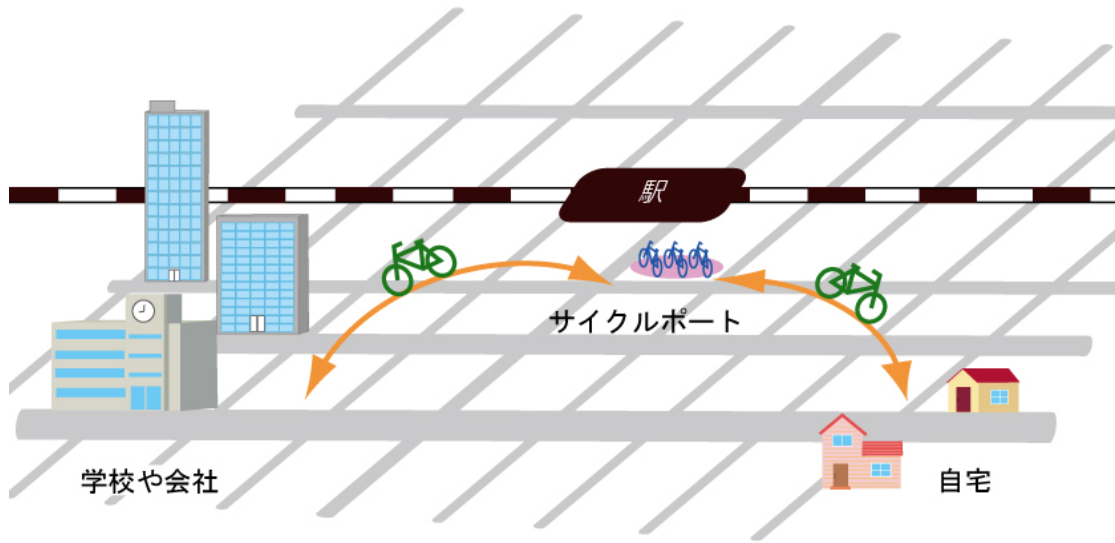 駅
サイクルポート
学校や会社
自宅